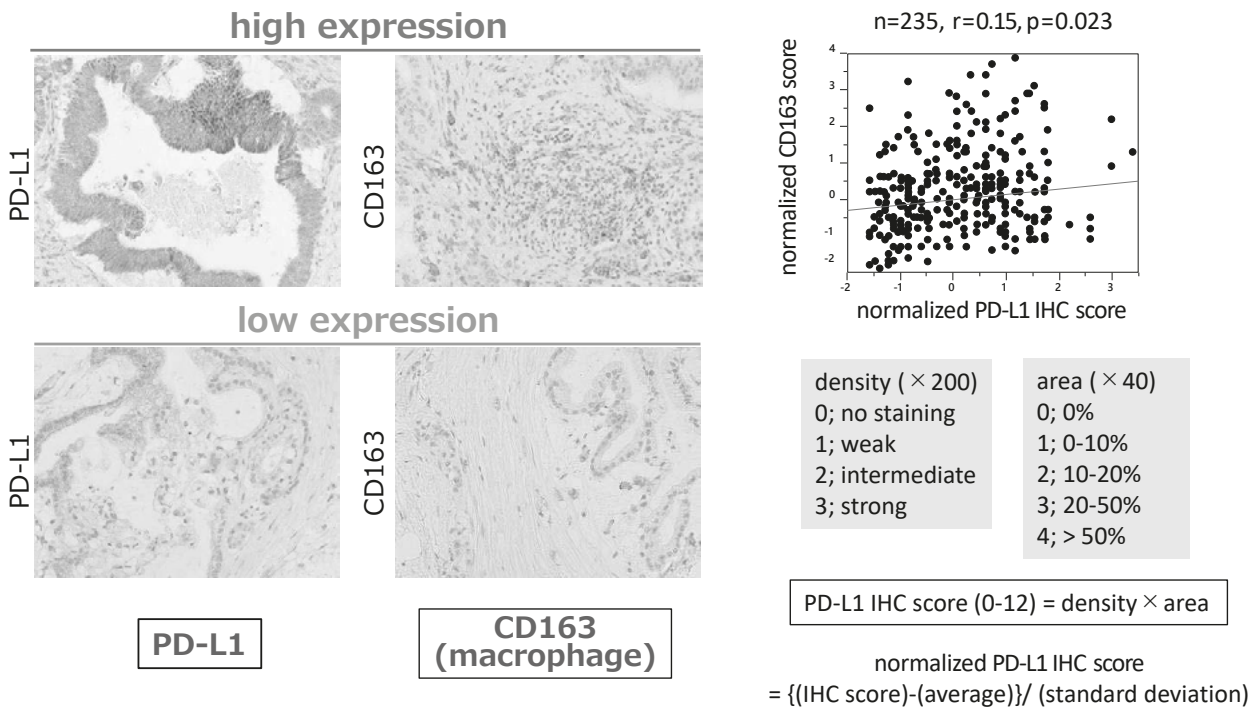 high expression
PD-L1
CD163
low expression
PD-L1
CD163
PD-L1
CD163
(macrophage)
n=235, r=0.15, p=0.023
normalized CD163 score
4
3
2
1
0
-1
-2
-2
-1
0
1
2
3
normalized PD-L1 IHC score
density (×200)
0; no staining
1; weak
2; intermediate
3; strong
area (×40)
0; 0%
1; 0-10%
2; 10-20%
3; 20-50%
4; > 50%
PD-L1 IHC score (0-12) = density×area
normalized PD-L1 IHC score
= {(IHC score)-(average)}/ (standard deviation)